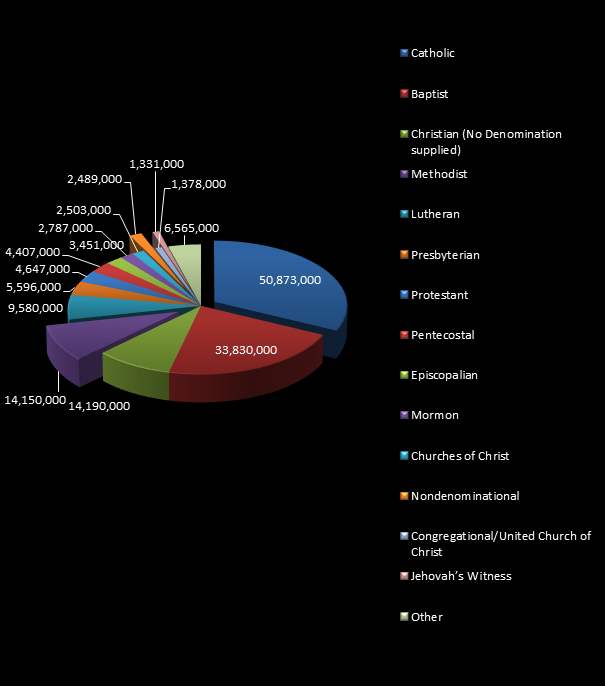 Catholic
Baptist
Christian (No Denomination
supplied)
Methodist
Lutheran
Presbyterian
Protestant
Pentecostal
Episcopalian
Mormon
Churches of Christ
Nondenominational
Congregational/United Church of
Christ
Jehovah's Witness
Other
1,331,000
2,489,000
1,378,000
2,503,000
6,565,000
2,787,000
3,451,000
4,407,000
4,647,000
50,873,000
5,596,000
9,580,000
33,830,000
14,150,000
14,190,000